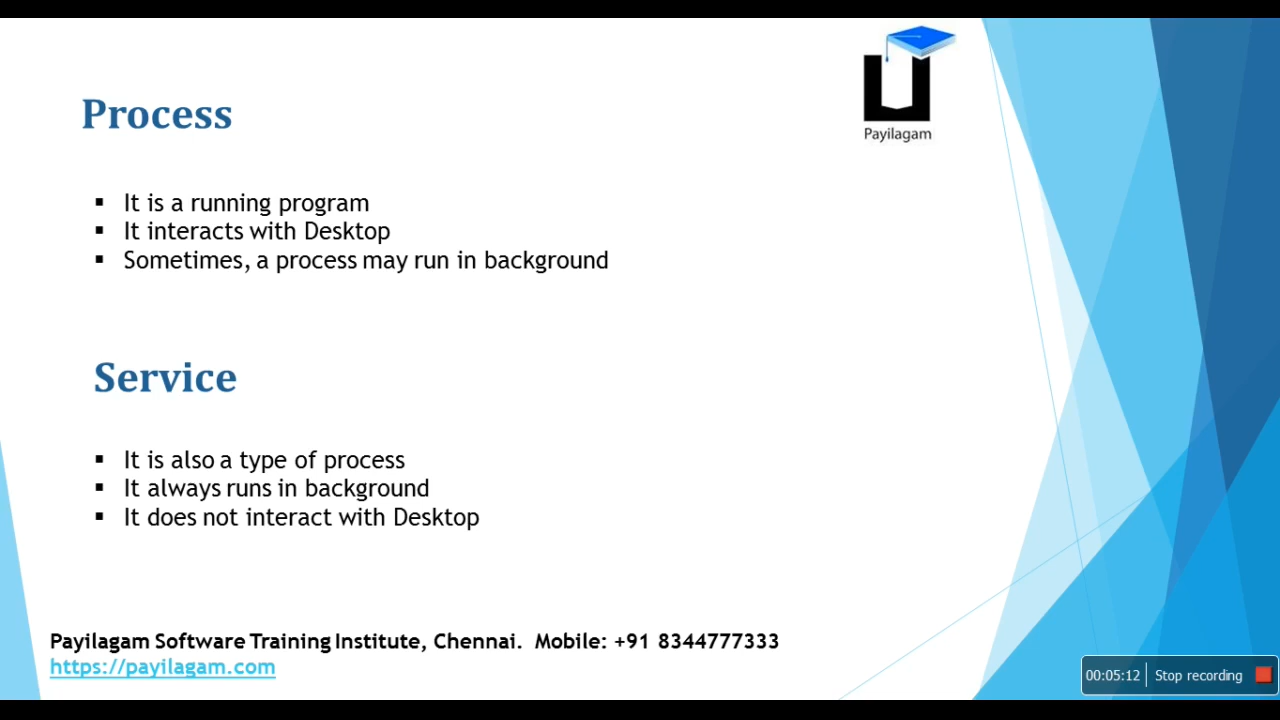 Payilagam
Process
▪ It is a running program
▪ It interacts with Desktop
▪ Sometimes, a process may run in background
Service
▪ It is also a type of process
▪ It always runs in background
▪ It does not interact with Desktop
Payilagam Software Training Institute, Chennai.  Mobile: +91 8344777333
https://payilagam.com
00:05:12 Stop recording